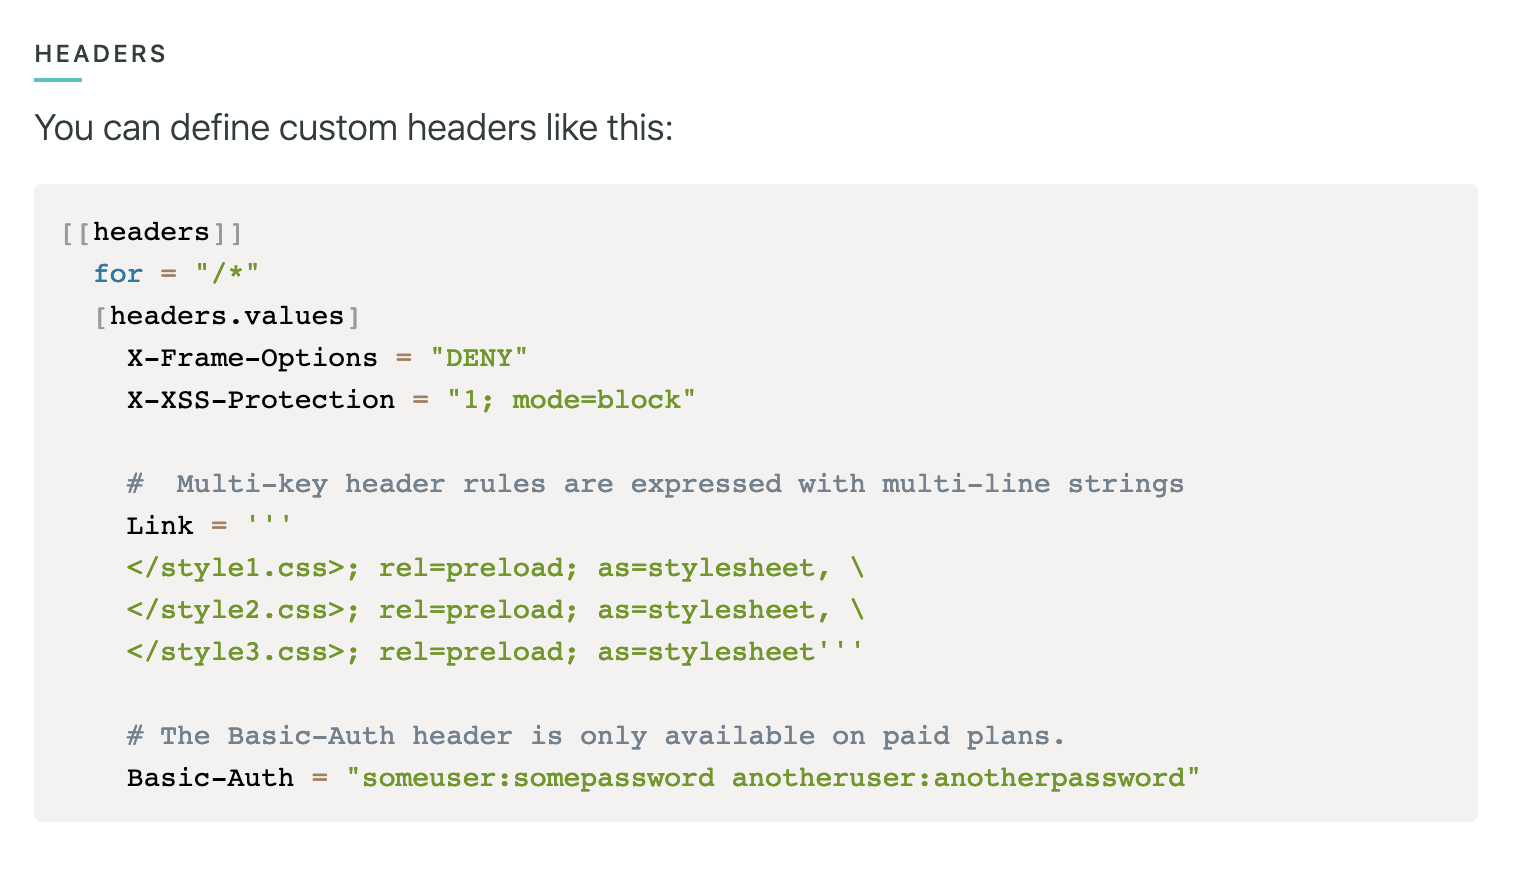 HEADERS
You can define custom headers like this:
[[headers]]
for = "/*"
[headers.values]
X-Frame-Options = "DENY"
X-XSS-Protection = "1; mode=block"
#  Multi-key header rules are expressed with multi-line strings
Link = '''
</style1.css>; rel=preload; as=stylesheet, \
</style2.css>; rel=preload; as=stylesheet, \
</style3.css>; rel=preload; as=stylesheet'''
# The Basic-Auth header is only available on paid plans.
Basic-Auth = "someuser:somepassword anotheruser:anotherpassword"